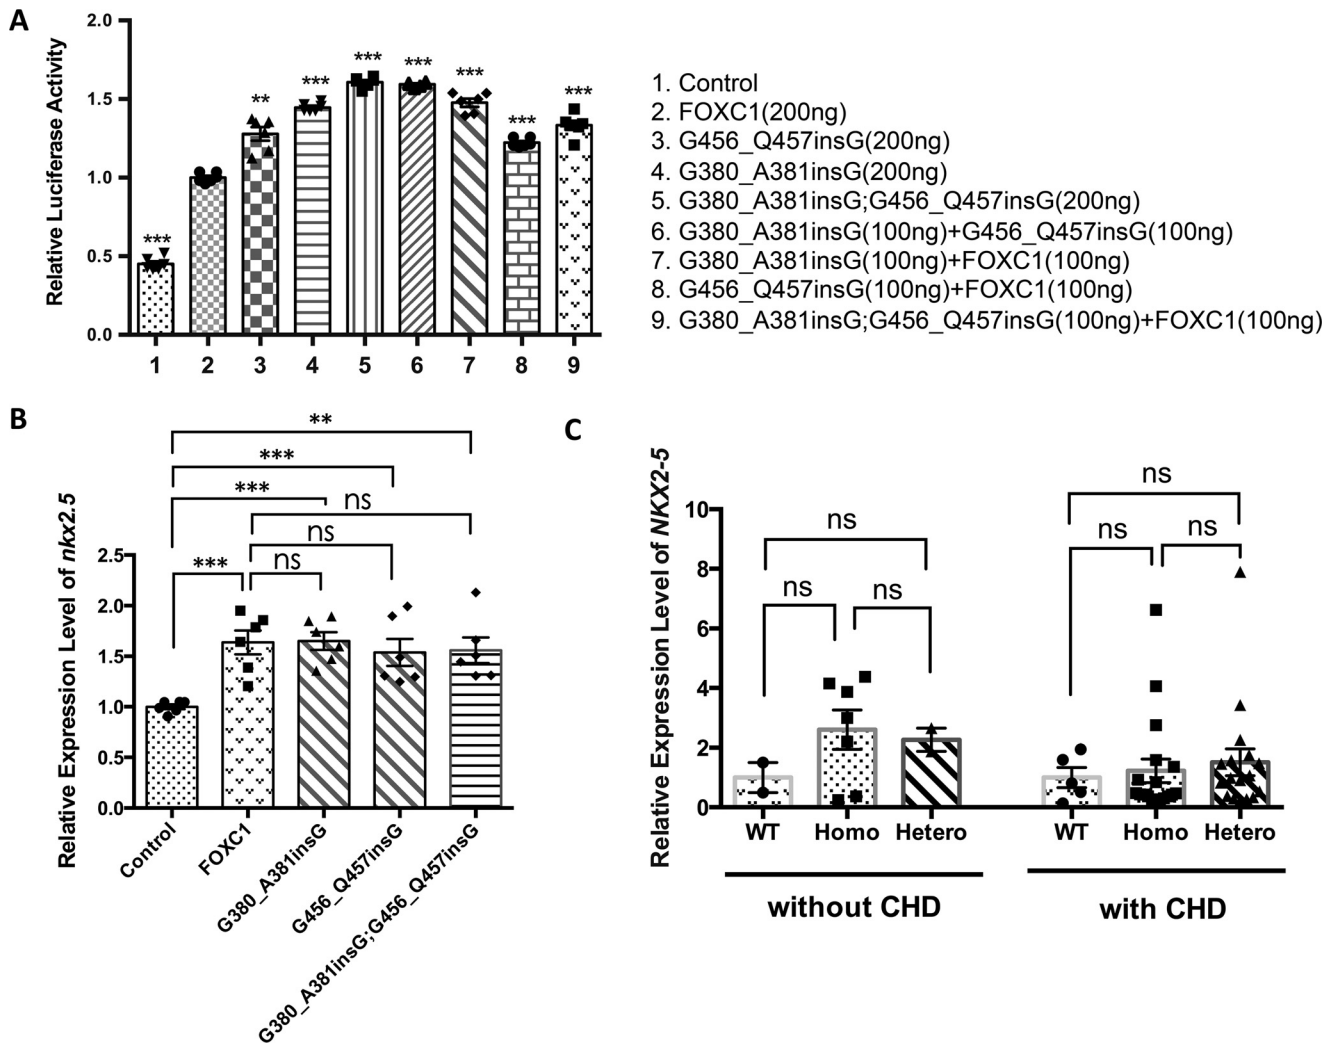 A
Relative Luciferase Activity
2.0
1.5
1.0
0.5
0.0
***
**
***
***
***
***
***
***
1 2 3 4 5 6 7 8 9
1. Control
2. FOXC1(200ng)
3. G456_Q457insG(200ng)
4. G380_A381insG(200ng)
5. G380_A381insG;G456_Q457insG(200ng)
6. G380_A381insG(100ng)+G456_Q457insG(100ng)
7. G380_A381insG(100ng)+FOXC1(100ng)
8. G456_Q457insG(100ng)+FOXC1(100ng)
9. G380_A381insG;G456_Q457insG(100ng)+FOXC1(100ng)
B
Relative Expression Level of nkx2.5
2.5
2.0
1.5
1.0
0.5
0.0
**
***
***
ns
ns
***
ns
Control
FOXC1
G380_A381insG
G456_Q457insG
G380_A381insG;G456_Q457insG
C
Relative Expression Level of NKX2-5
10
8
6
4
2
0
ns
ns
ns
ns
ns
ns
WT Homo Hetero
WT Homo Hetero
without CHD
with CHD